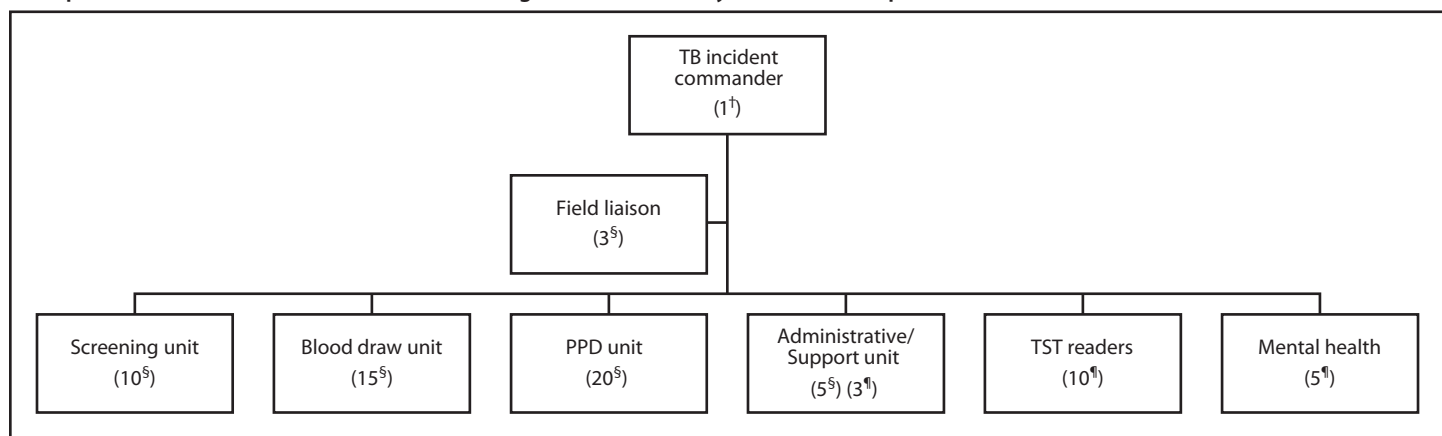 TB incident
commander
(1†)
Field liaison
(3§)
Screening unit
(10§)
Blood draw unit
(15§)
PPD unit
(20§)
Administrative/
Support unit
(5§) (3¶)
TST readers
(10¶)
Mental health
(5¶)